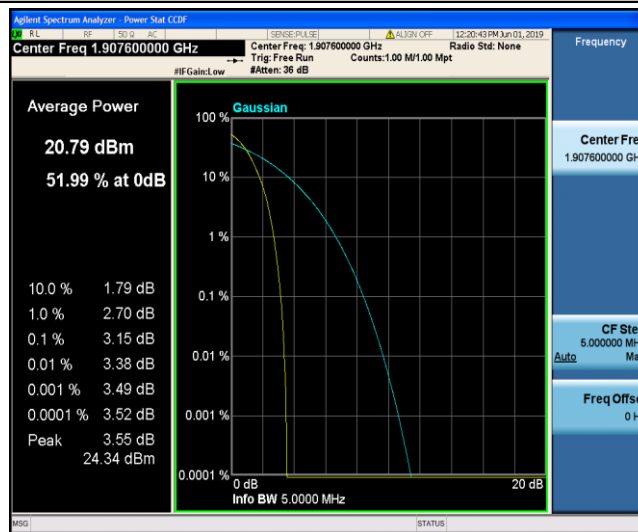 Agilent Spectrum Analyzer - Power Stat CCDF
RL RF 50 Ω AC SENSE:PULSE ALIGN OFF 12:20:43 PM Jun 01, 2019
Center Freq 1.907600000 GHz
Center Freq: 1.907600000 GHz Radio Std: None
Trig: Free Run Counts:1.00 M/1.00 Mpt
#IFGain:Low #Atten: 36 dB
Frequency
Average Power
20.79 dBm
51.99 % at 0dB
10.0 % 1.79 dB
1.0 % 2.70 dB
0.1 % 3.15 dB
0.01 % 3.38 dB
0.001 % 3.49 dB
0.0001 % 3.52 dB
Peak 3.55 dB
24.34 dBm
Gaussian
100 %
10 %
1 %
0.1 %
0.01 %
0.001 %
0.0001 %
0 dB 20 dB
Info BW 5.0000 MHz
Center Fre
1.907600000 GH
CF Ste
5.000000 MH
Auto Ma
Freq Offs
0 H
MSG STATUS